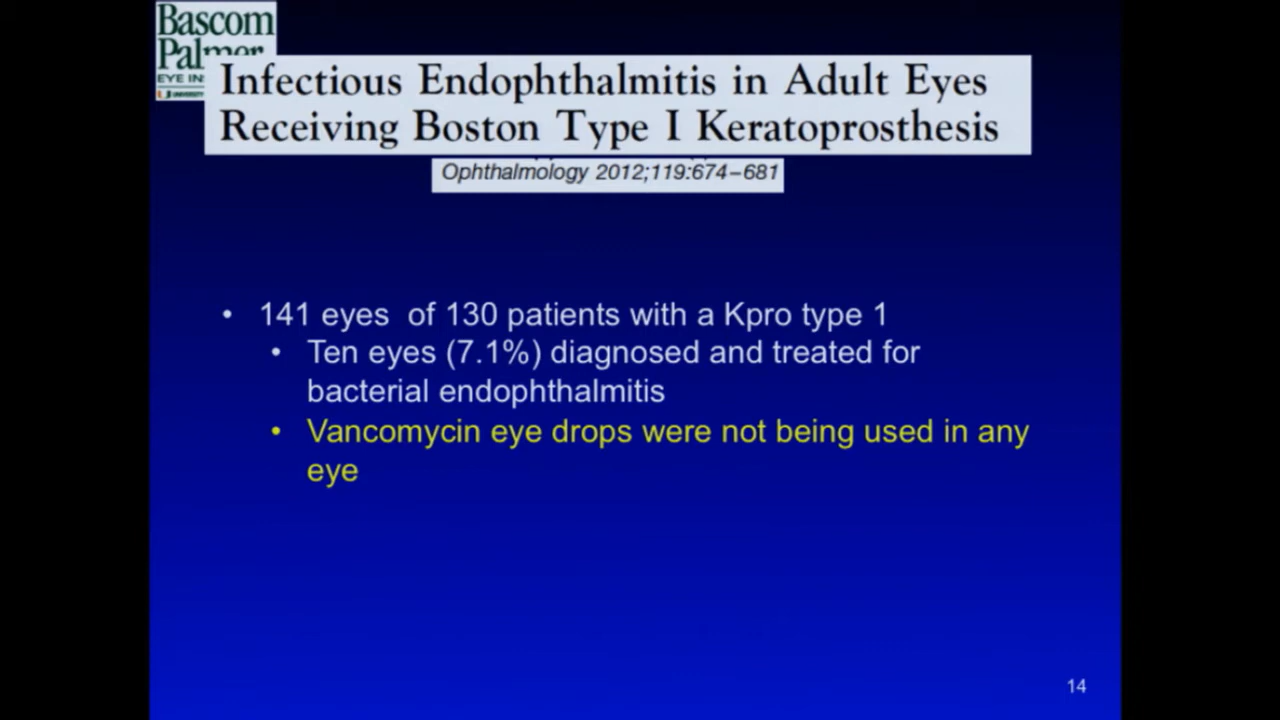 Bascom
Palmer
EYE IN
Infectious Endophthalmitis in Adult Eyes
Receiving Boston Type I Keratoprosthesis
Ophthalmology 2012;119:674–681
• 141 eyes of 130 patients with a Kpro type 1
• Ten eyes (7.1%) diagnosed and treated for
bacterial endophthalmitis
• Vancomycin eye drops were not being used in any
eye
14